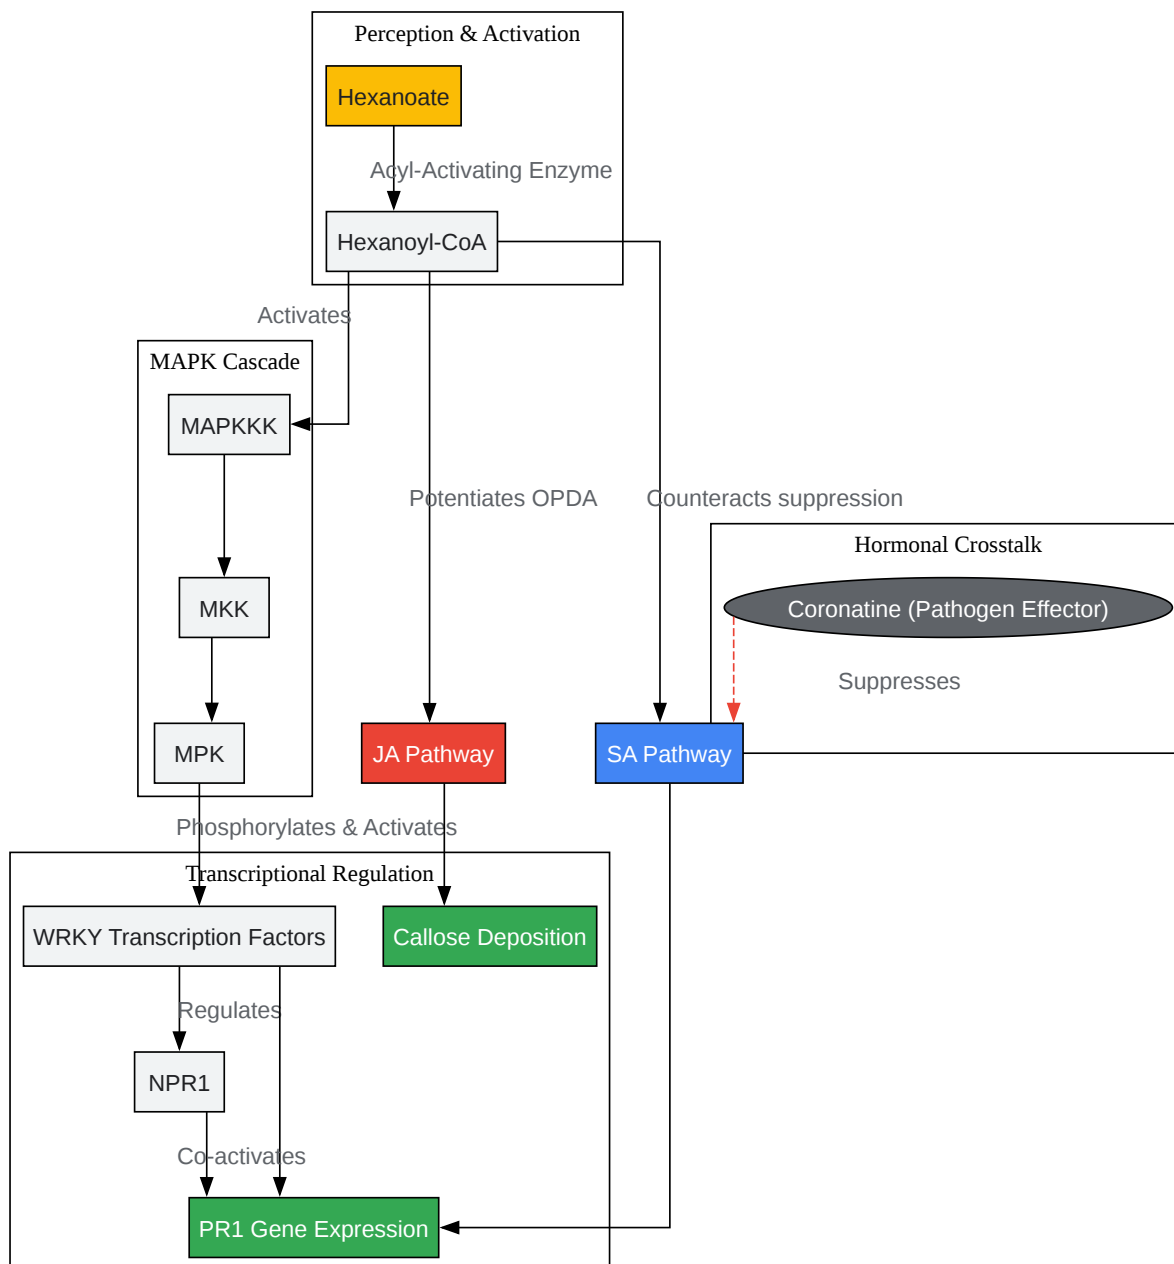 Perception & Activation
Hexanoate
Acyl-Activating Enzyme
Hexanoyl-CoA
Activates
MAPK Cascade
MAPKKK
Potentiates OPDA
Counteracts suppression
Hormonal Crosstalk
MKK
Coronatine (Pathogen Effector)
Suppresses
MPK
JA Pathway
SA Pathway
Phosphorylates & Activates
Transcriptional Regulation
WRKY Transcription Factors
Callose Deposition
Regulates
NPR1
Co-activates
PR1 Gene Expression